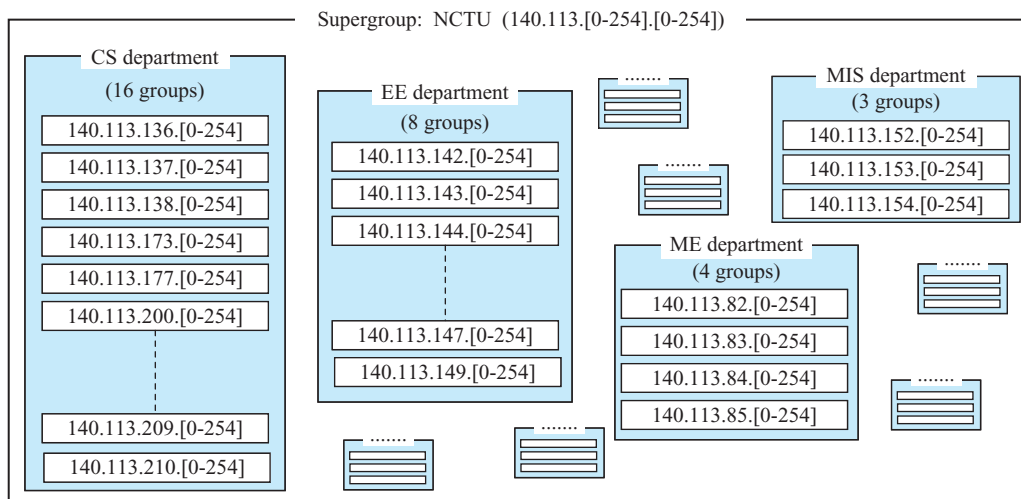 Supergroup: NCTU (140.113.[0-254].[0-254])
CS department
(16 groups)
140.113.136.[0-254]
140.113.137.[0-254]
140.113.138.[0-254]
140.113.173.[0-254]
140.113.177.[0-254]
140.113.200.[0-254]
140.113.209.[0-254]
140.113.210.[0-254]
EE department
(8 groups)
140.113.142.[0-254]
140.113.143.[0-254]
140.113.144.[0-254]
140.113.147.[0-254]
140.113.149.[0-254]
.......
.......
MIS department
(3 groups)
140.113.152.[0-254]
140.113.153.[0-254]
140.113.154.[0-254]
ME department
(4 groups)
140.113.82.[0-254]
140.113.83.[0-254]
140.113.84.[0-254]
140.113.85.[0-254]
.......
.......
.......
.......